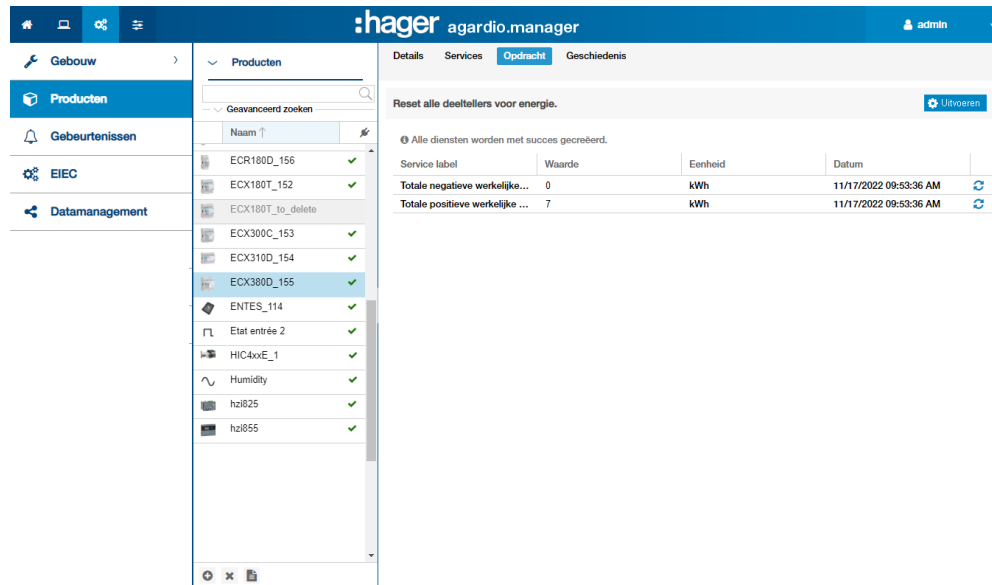 :hager agardio.manager
admin
Gebouw
Producten
Gebeurtenissen
EIEC
Datamanagement
Producten
Geavanceerd zoeken
Naam
ECR180D_156
ECX180T_152
ECX180T_to_delete
ECX300C_153
ECX310D_154
ECX380D_155
ENTES_114
Etat entrée 2
HIC4xxE_1
Humidity
hzi825
hzi855
Details Services Opdracht Geschiedenis
Reset alle deeltellers voor energie.
Uitvoeren
Alle diensten worden met succes gecreëerd.
Service label Waarde Eenheid Datum
Totale negatieve werkelijke... 0 kWh 11/17/2022 09:53:36 AM
Totale positieve werkelijke ... 7 kWh 11/17/2022 09:53:36 AM